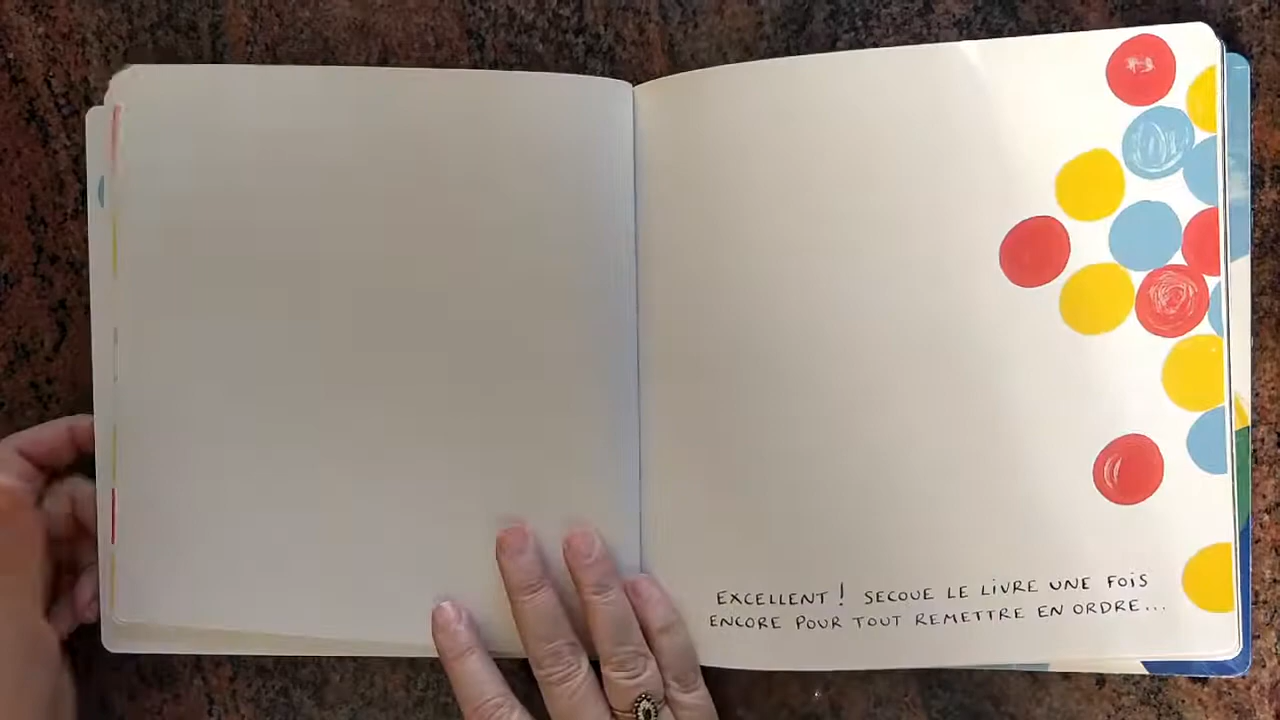 EXCELLENT ! SECOUE LE LIVRE UNE FOIS
ENCORE POUR TOUT REMETTRE EN ORDRE...